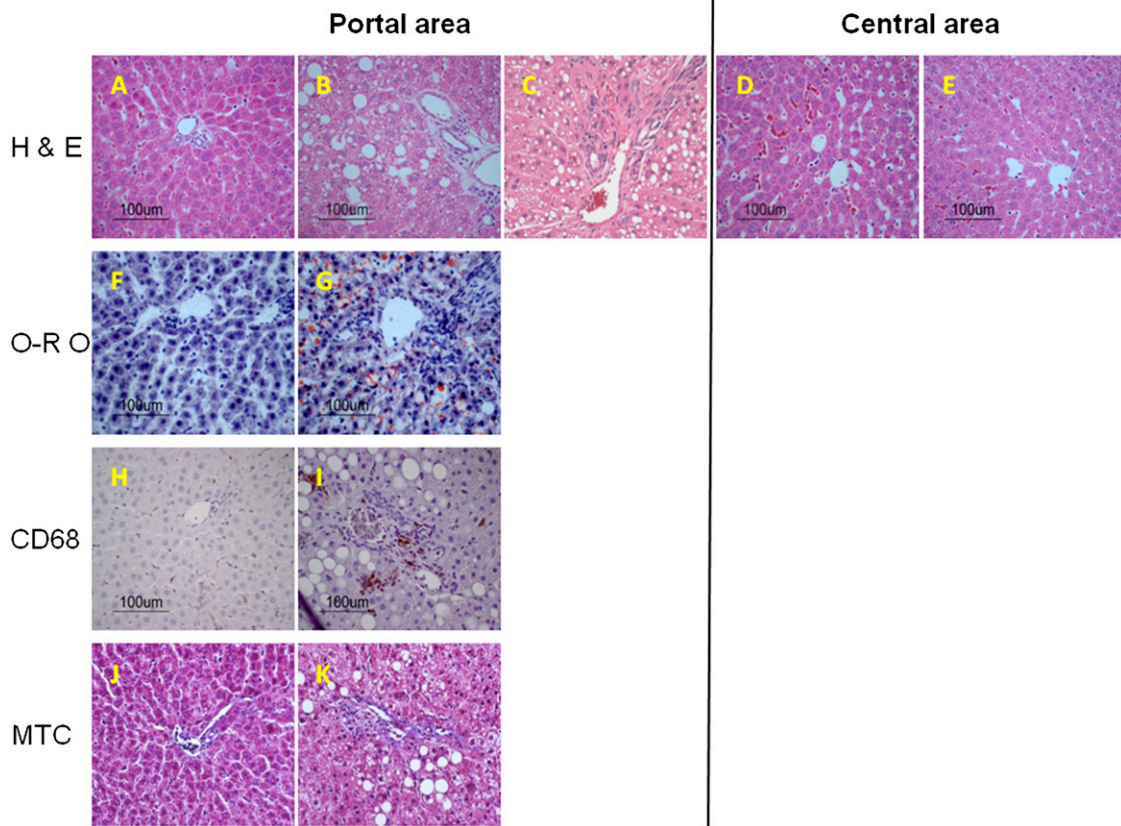 Portal area
Central area
H & E
A
B
C
D
E
100um
100um
100um
100um
O-R O
F
G
100um
100um
CD68
H
I
100um
100um
MTC
J
K